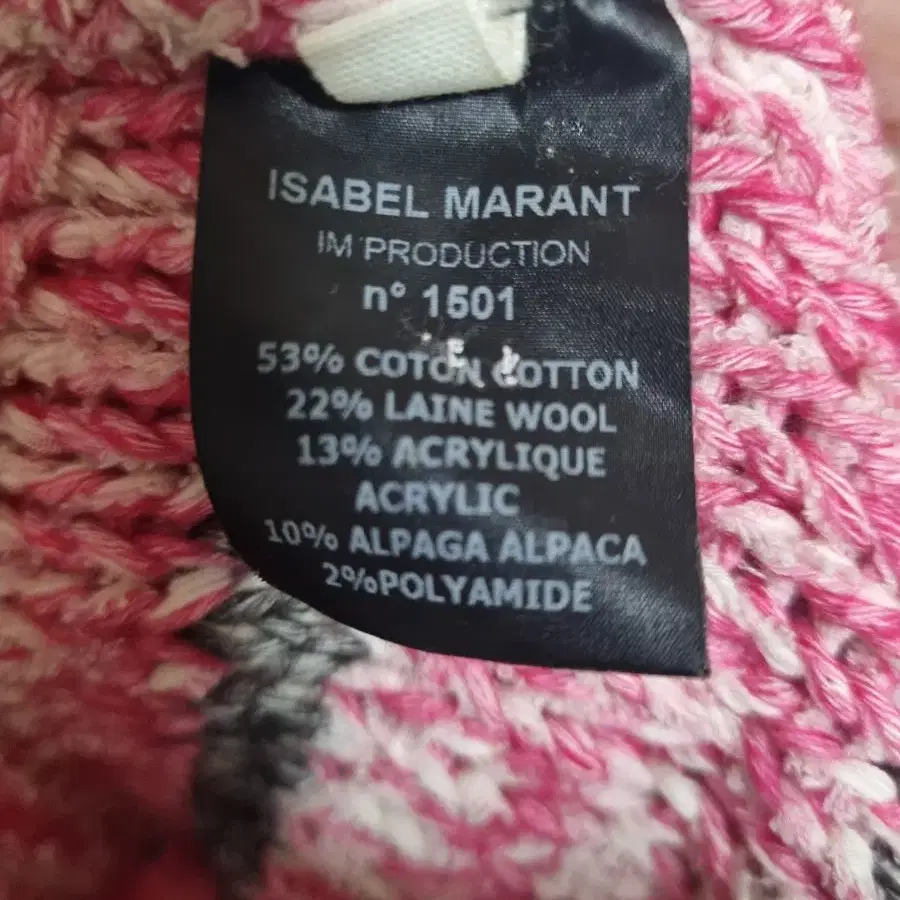 ISABEL MARANT
IM PRODUCTION
n° 1501
53% COTON COTTON
22% LAINE WOOL
13% ACRYLIQUE
ACRYLIC
10% ALPAGA ALPACA
2%POLYAMIDE